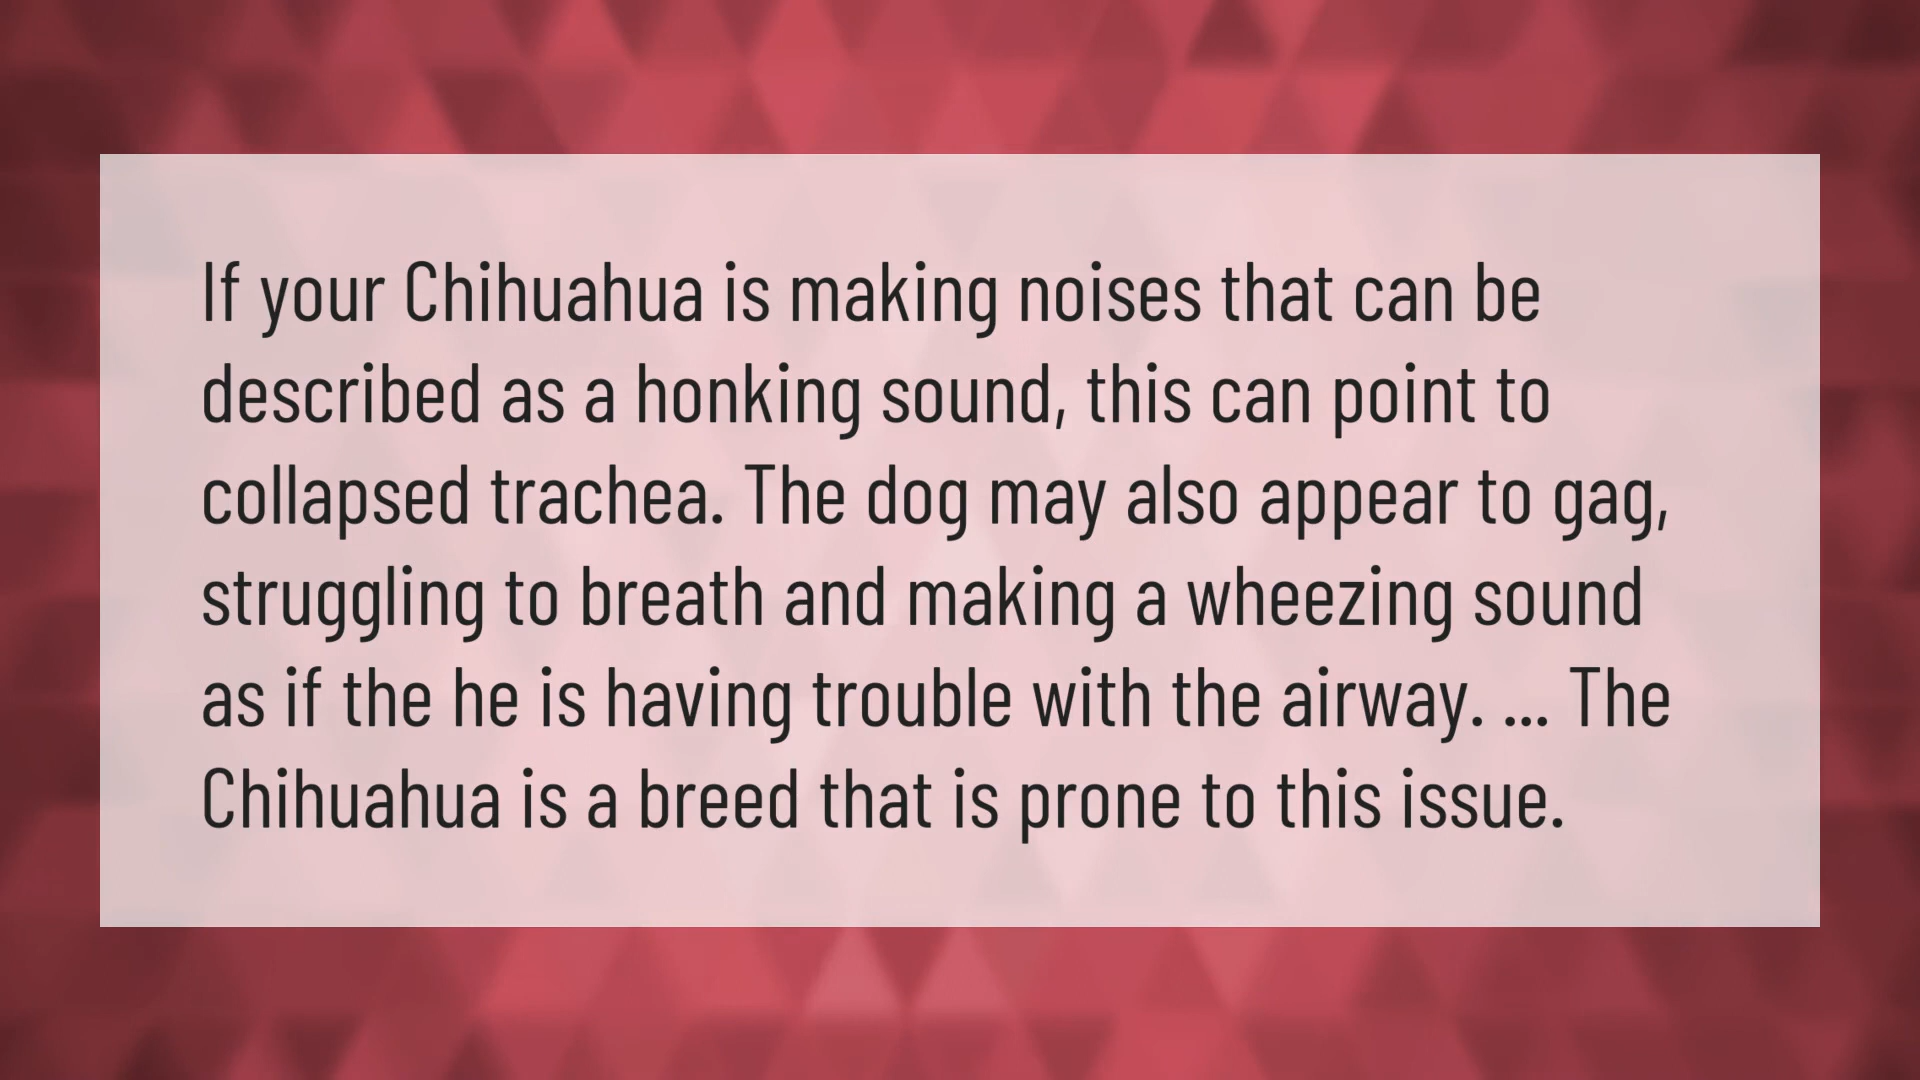 If your Chihuahua is making noises that can be
described as a honking sound, this can point to
collapsed trachea. The dog may also appear to gag,
struggling to breath and making a wheezing sound
as if the he is having trouble with the airway. ... The
Chihuahua is a breed that is prone to this issue.